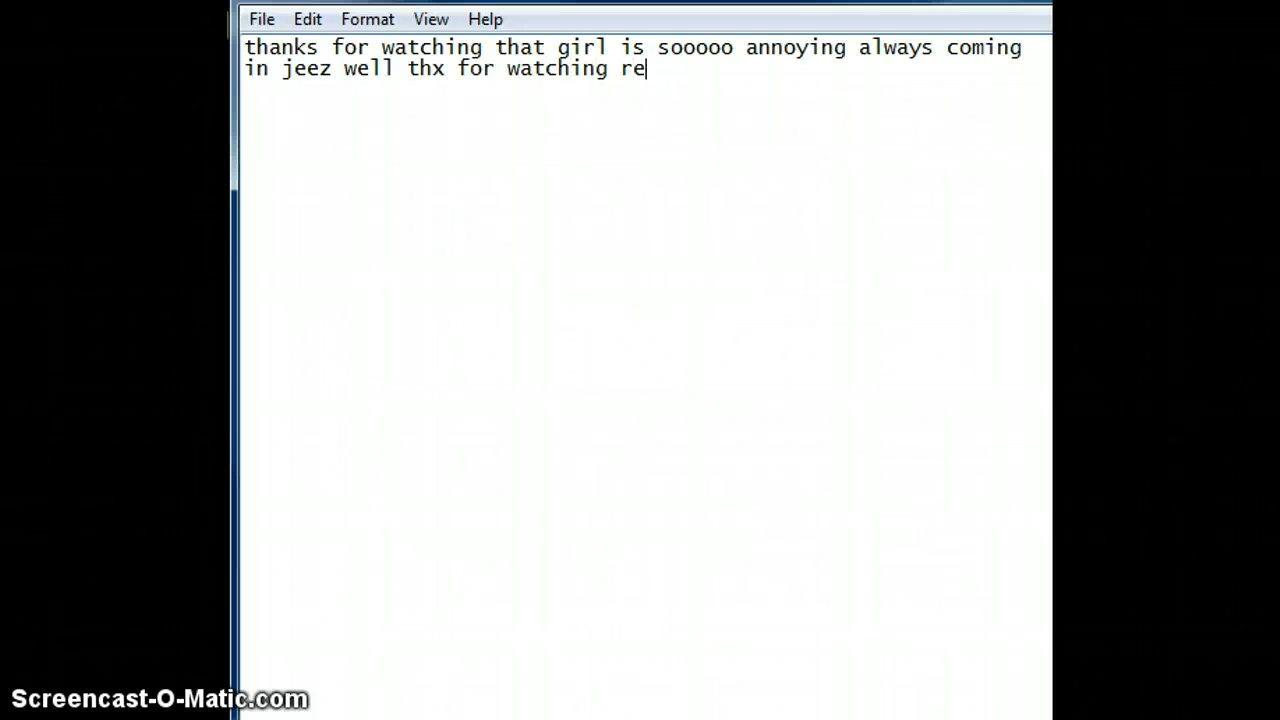 File Edit Format View Help
thanks for watching that girl is sooooo annoying always coming
in jeez well thx for watching re
Screencast-O-Matic.com